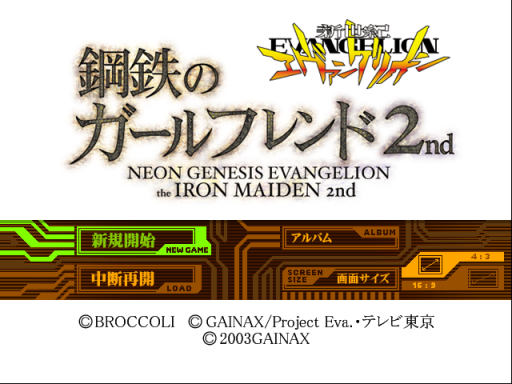 新世紀
EVANGELION
エヴァンゲリヲン
鋼鉄の
ガールフレンド2nd
NEON GENESIS EVANGELION
the IRON MAIDEN 2nd
新規開始
NEW GAME
アルバム
ALBUM
中断再開
LOAD
SCREEN
SIZE
画面サイズ
4:3
16:9
©BROCCOLI ©GAINAX/Project Eva.・テレビ東京
©2003GAINAX